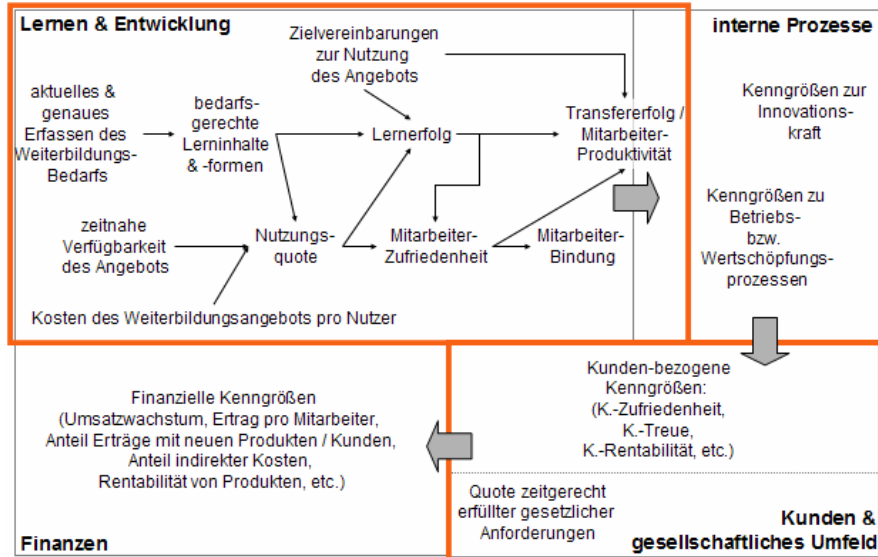 Lernen & Entwicklung
Zielvereinbarungen
zur Nutzung
des Angebots
aktuelles &
genaues
Erfassen des
Weiterbildungs-
Bedarfs
bedarfs-
gerechte
Lerninhalte
& -formen
Lernerfolg
Transfererfolg /
Mitarbeiter-
Produktivität
zeitnahe
Verfügbarkeit
des Angebots
Nutzungs-
quote
Mitarbeiter-
Zufriedenheit
Mitarbeiter-
Bindung
Kosten des Weiterbildungsangebots pro Nutzer
interne Prozesse
Kenngrößen zur
Innovations-
kraft
Kenngrößen zu
Betriebs-
bzw.
Wertschöpfungs-
prozessen
Finanzielle Kenngrößen
(Umsatzwachstum, Ertrag pro Mitarbeiter,
Anteil Erträge mit neuen Produkten / Kunden,
Anteil indirekter Kosten,
Rentabilität von Produkten, etc.)
Finanzen
Kunden-bezogene
Kenngrößen:
(K.-Zufriedenheit,
K.-Treue,
K.-Rentabilität, etc.)
Quote zeitgerecht
erfüllter gesetzlicher
Anforderungen
Kunden &
gesellschaftliches Umfeld